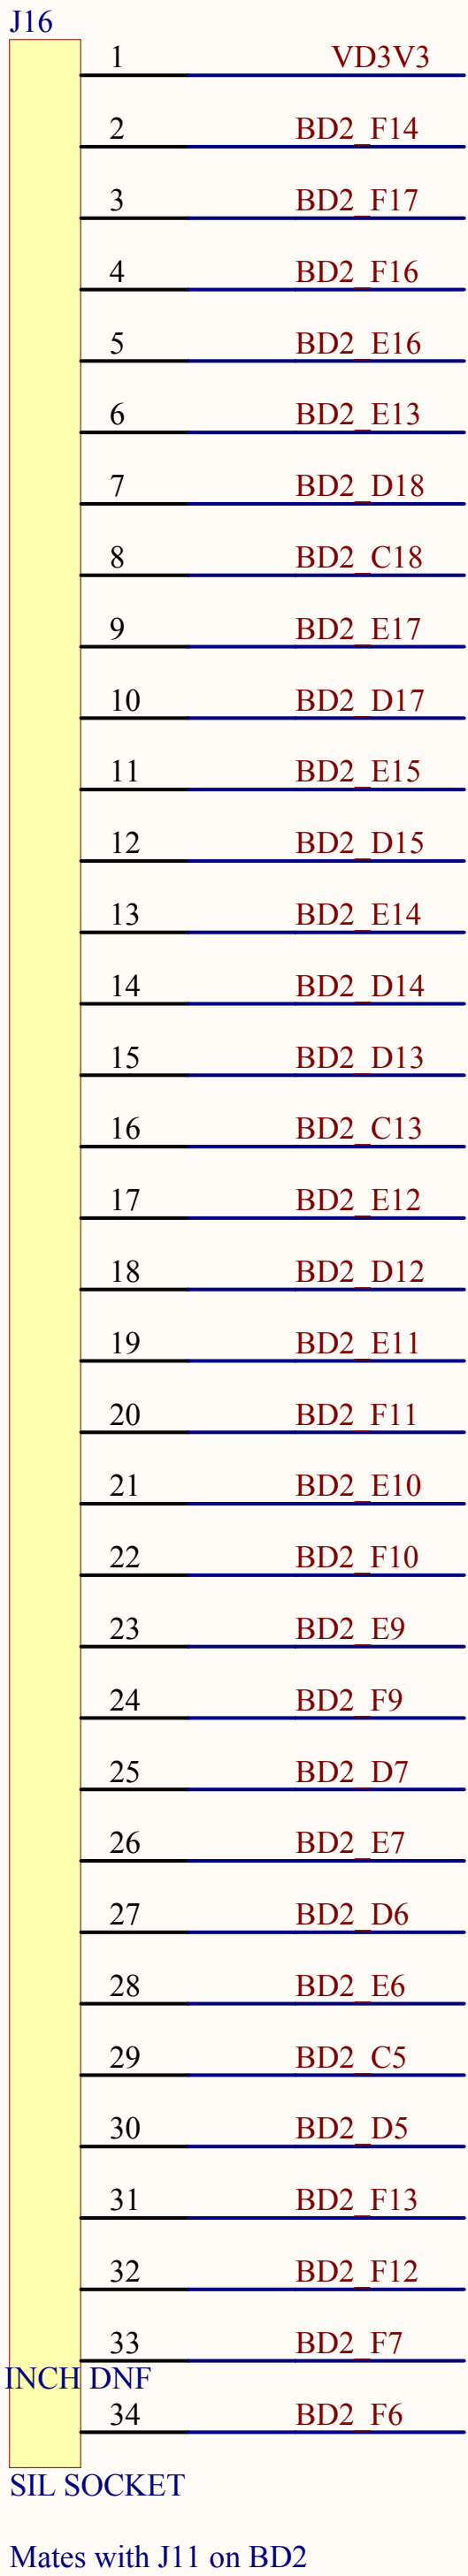 J16
1 VD3V3
2 BD2_F14
3 BD2_F17
4 BD2_F16
5 BD2_E16
6 BD2_E13
7 BD2_D18
8 BD2_C18
9 BD2_E17
10 BD2_D17
11 BD2_E15
12 BD2_D15
13 BD2_E14
14 BD2_D14
15 BD2_D13
16 BD2_C13
17 BD2_E12
18 BD2_D12
19 BD2_E11
20 BD2_F11
21 BD2_E10
22 BD2_F10
23 BD2_E9
24 BD2_F9
25 BD2_D7
26 BD2_E7
27 BD2_D6
28 BD2_E6
29 BD2_C5
30 BD2_D5
31 BD2_F13
32 BD2_F12
33 BD2_F7
INCH DNF
34 BD2_F6
SIL SOCKET
Mates with J11 on BD2